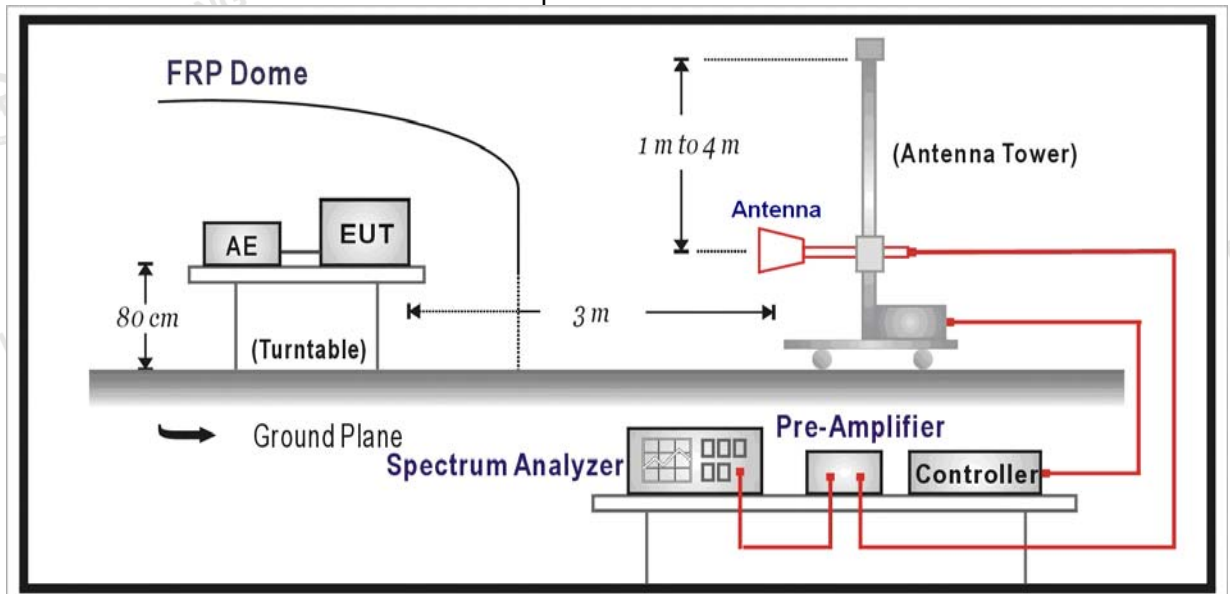 FRP Dome
1 m to 4 m
(Antenna Tower)
Antenna
AE
EUT
80 cm
3 m
(Turntable)
Ground Plane
Pre-Amplifier
Spectrum Analyzer
Controller